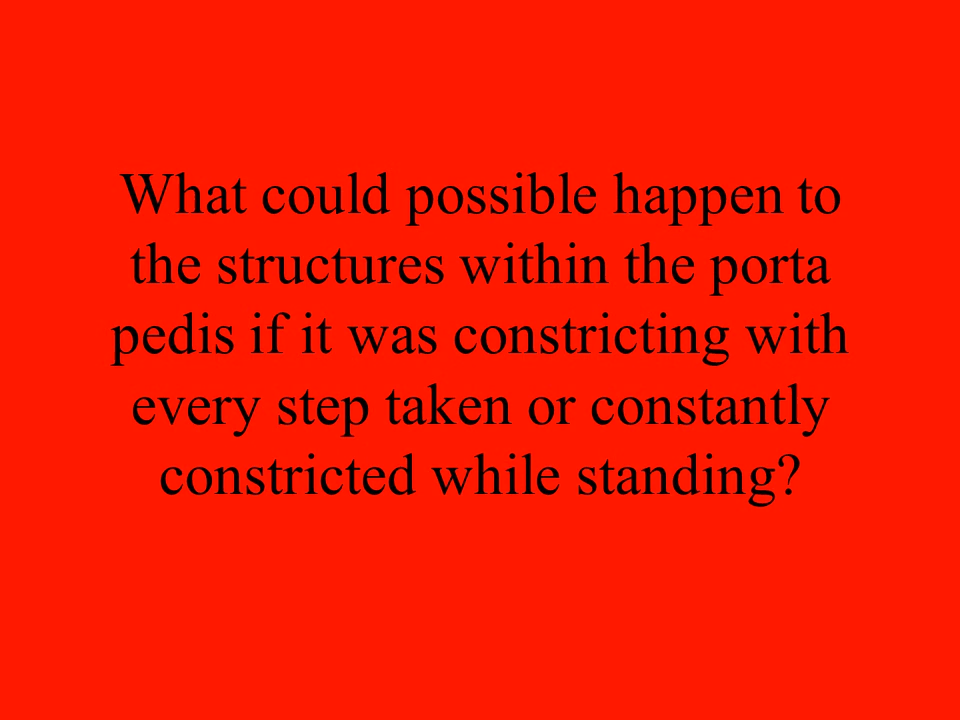 What could possible happen to
the structures within the porta
pedis if it was constricting with
every step taken or constantly
constricted while standing?